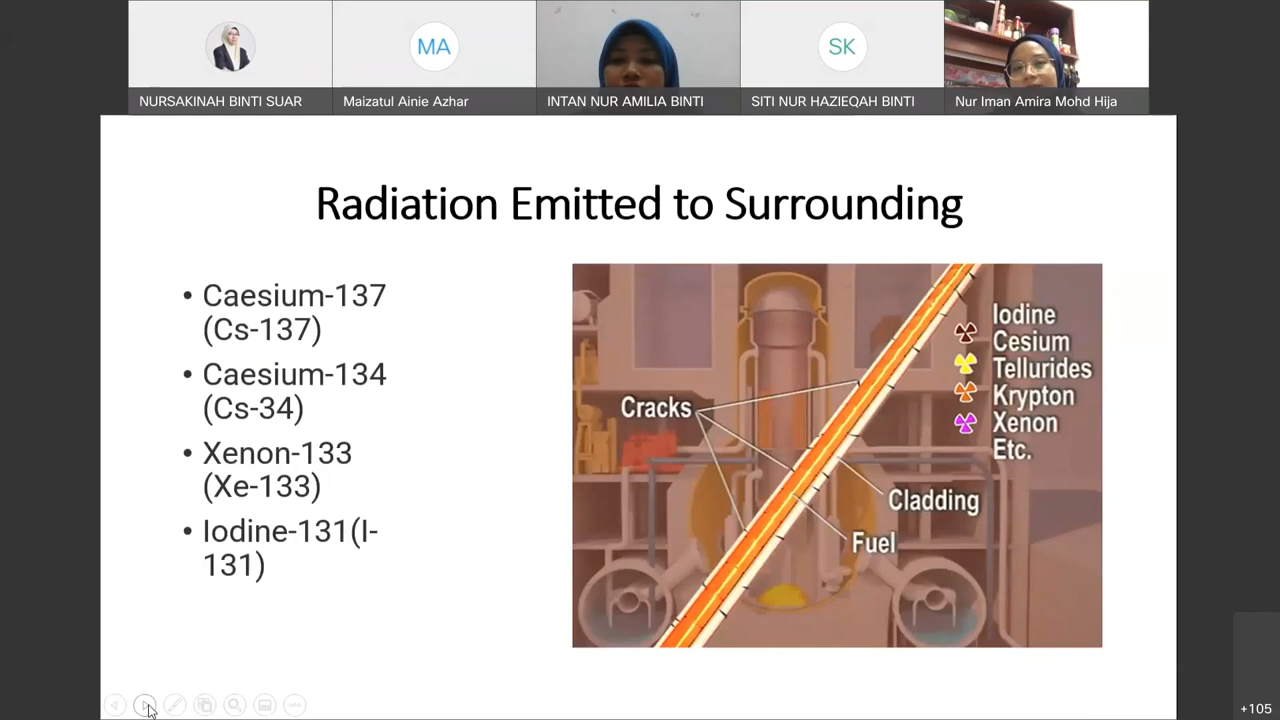 MA
SK
NURSAKINAH BINTI SUAR
Maizatul Ainie Azhar
INTAN NUR AMILIA BINTI
SITI NUR HAZIEQAH BINTI
Nur Iman Amira Mohd Hija
Radiation Emitted to Surrounding
• Caesium-137
(Cs-137)
• Caesium-134
(Cs-34)
• Xenon-133
(Xe-133)
• Iodine-131(I-
131)
Iodine
Cesium
Tellurides
Krypton
Xenon
Etc.
Cracks
Cladding
Fuel
+105